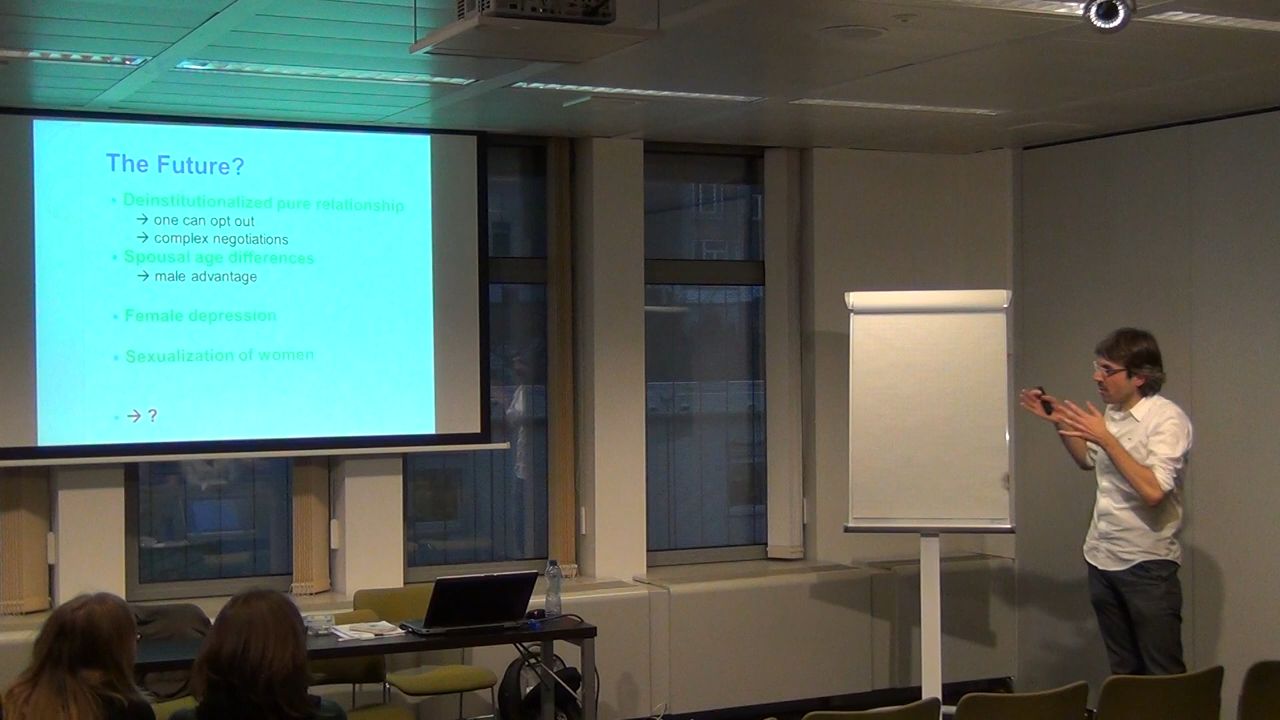 The Future?
• Deinstitutionalized pure relationship
→ one can opt out
→ complex negotiations
• Spousal age differences
→ male advantage
• Female depression
• Sexualization of women
• → ?